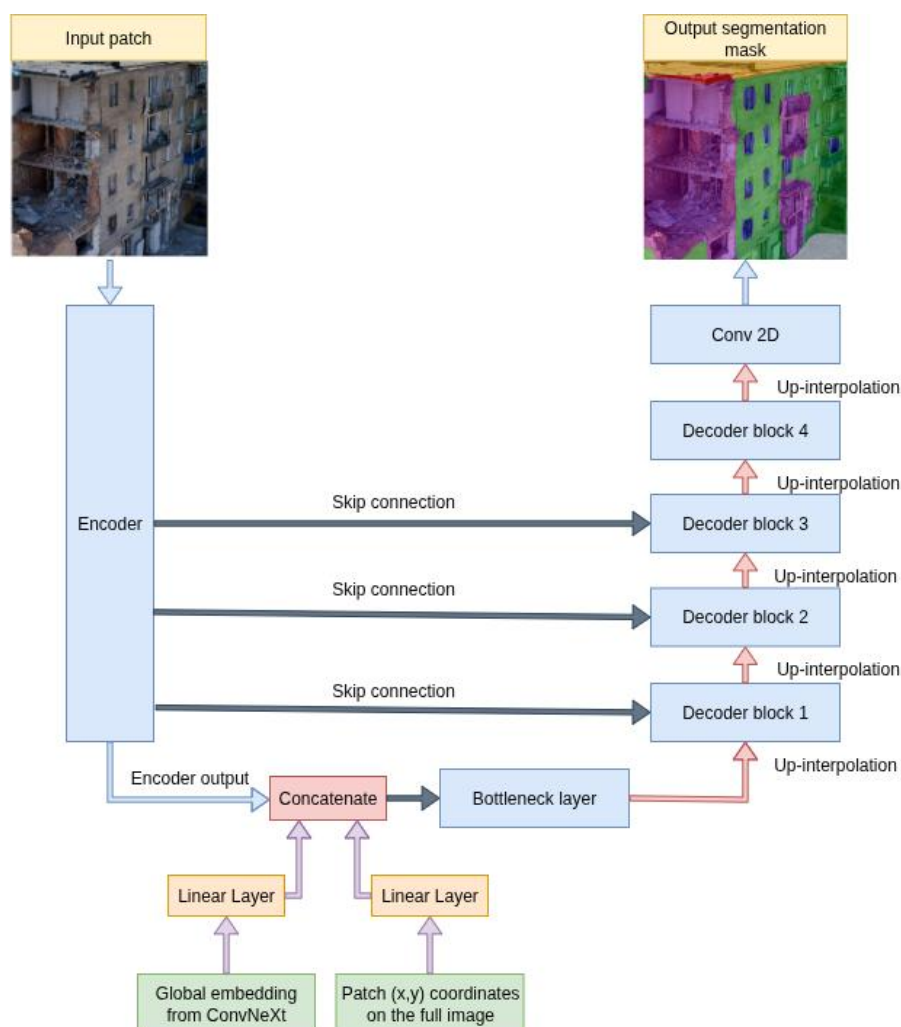 Input patch
Output segmentation
mask
Conv 2D
Up-interpolation
Decoder block 4
Up-interpolation
Skip connection
Encoder
Decoder block 3
Up-interpolation
Skip connection
Decoder block 2
Up-interpolation
Skip connection
Decoder block 1
Up-interpolation
Encoder output
Concatenate
Bottleneck layer
Linear Layer
Linear Layer
Global embedding
from ConvNeXt
Patch (x,y) coordinates
on the full image